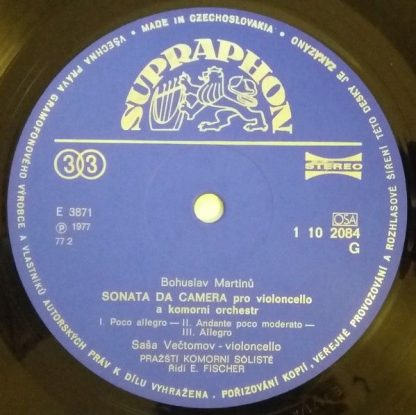 • MADE IN CZECHOSLOVAKIA • VŠECHNA PRÁVA GRAMOFONOVÉHO VÝROBCE A VLASTNÍKŮ AUTORSKÝCH PRÁV K DÍLU VYHRAŽENA. POŘIZOVÁNÍ KOPIÍ, VEŘEJNÉ PROVOZOVÁNÍ A ROZHLASOVÉ ŠÍŘENÍ TÉTO DESKY JE ZAKÁZÁNO
SUPRAPHON
33
STEREO
E 3871
Ⓟ 1977
77 2
OSA
1 10 2084
G
Bohuslav Martinů
SONATA DA CAMERA pro violoncello
a komorní orchestr
I. Poco allegro — II. Andante poco moderato —
III. Allegro
Saša Večtomov - violoncello
PRAŽŠTÍ KOMORNÍ SÓLISTÉ
Řídí E. FISCHER